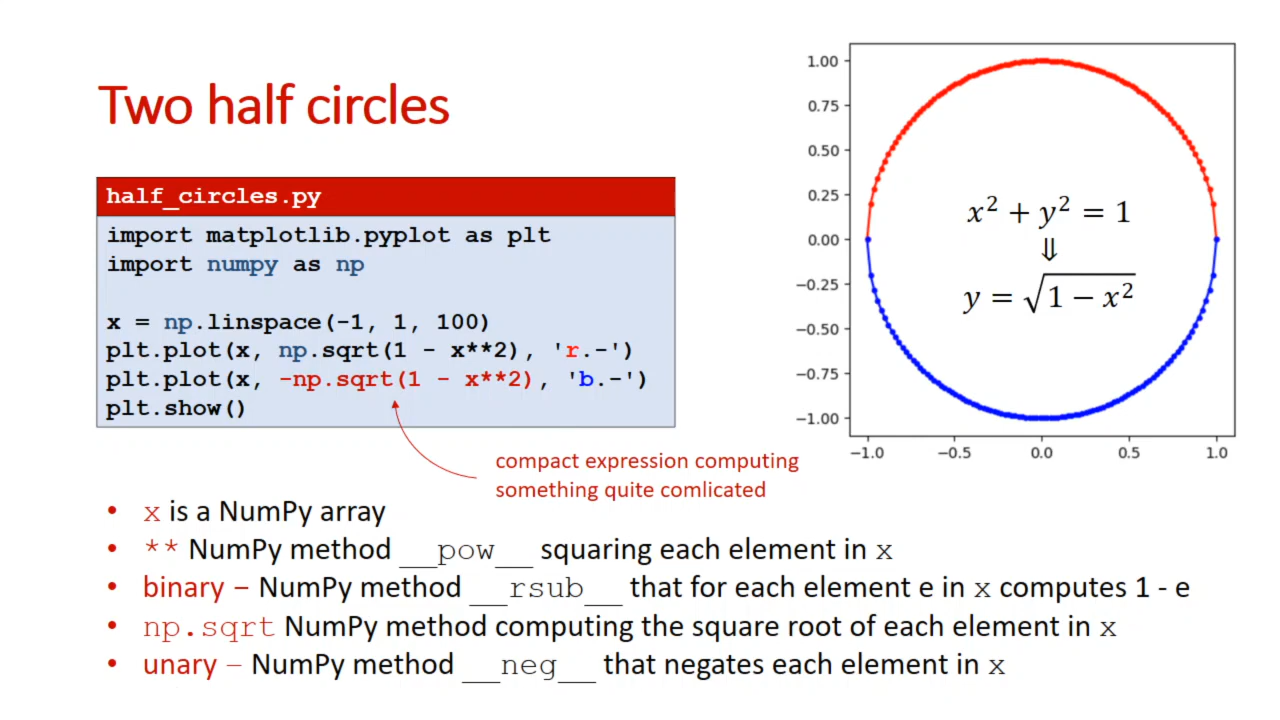 Two half circles
half_circles.py
import matplotlib.pyplot as plt
import numpy as np
x = np.linspace(-1, 1, 100)
plt.plot(x, np.sqrt(1 - x**2), 'r.-')
plt.plot(x, -np.sqrt(1 - x**2), 'b.-')
plt.show()
compact expression computing
something quite comlicated
• x is a NumPy array
• ** NumPy method __pow__ squaring each element in x
• binary – NumPy method __rsub__ that for each element e in x computes 1 - e
• np.sqrt NumPy method computing the square root of each element in x
• unary – NumPy method __neg__ that negates each element in x
1.00
0.75
0.50
0.25
0.00
−0.25
−0.50
−0.75
−1.00
−1.0 −0.5 0.0 0.5 1.0
x² + y² = 1
⇓
y = √(1 − x²)